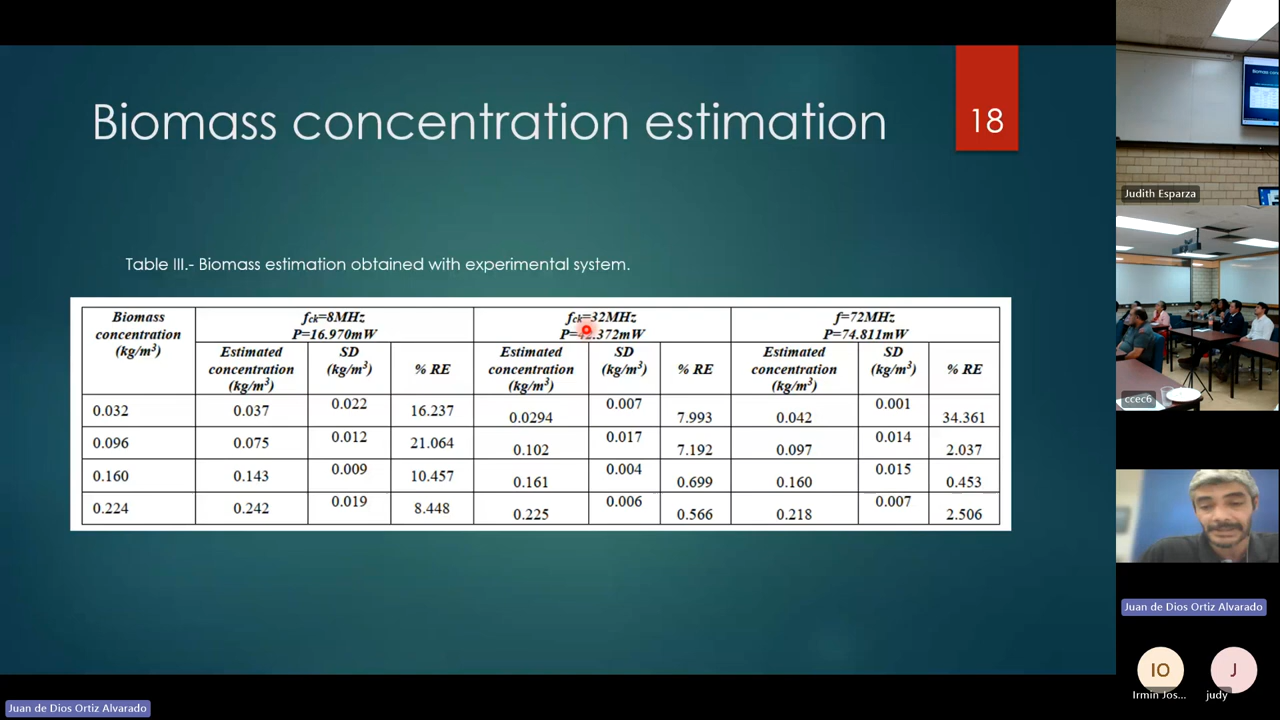 Biomass concentration estimation
18
Table III.- Biomass estimation obtained with experimental system.
Biomass concentration (kg/m³) fck=8MHz P=16.970mW fck=32MHz f=72MHz P=74.811mW
Estimated concentration (kg/m³) SD (kg/m³) % RE Estimated concentration (kg/m³) SD (kg/m³) % RE Estimated concentration (kg/m³) SD (kg/m³) % RE
0.032 0.037 0.022 16.237 0.0294 0.007 7.993 0.042 0.001 34.361
0.096 0.075 0.012 21.064 0.102 0.017 7.192 0.097 0.014 2.037
0.160 0.143 0.009 10.457 0.161 0.004 0.699 0.160 0.015 0.453
0.224 0.242 0.019 8.448 0.225 0.006 0.566 0.218 0.007 2.506
Judith Esparza
ccec6
Juan de Dios Ortiz Alvarado
IO
Irmin Jos...
J
judy
Juan de Dios Ortiz Alvarado